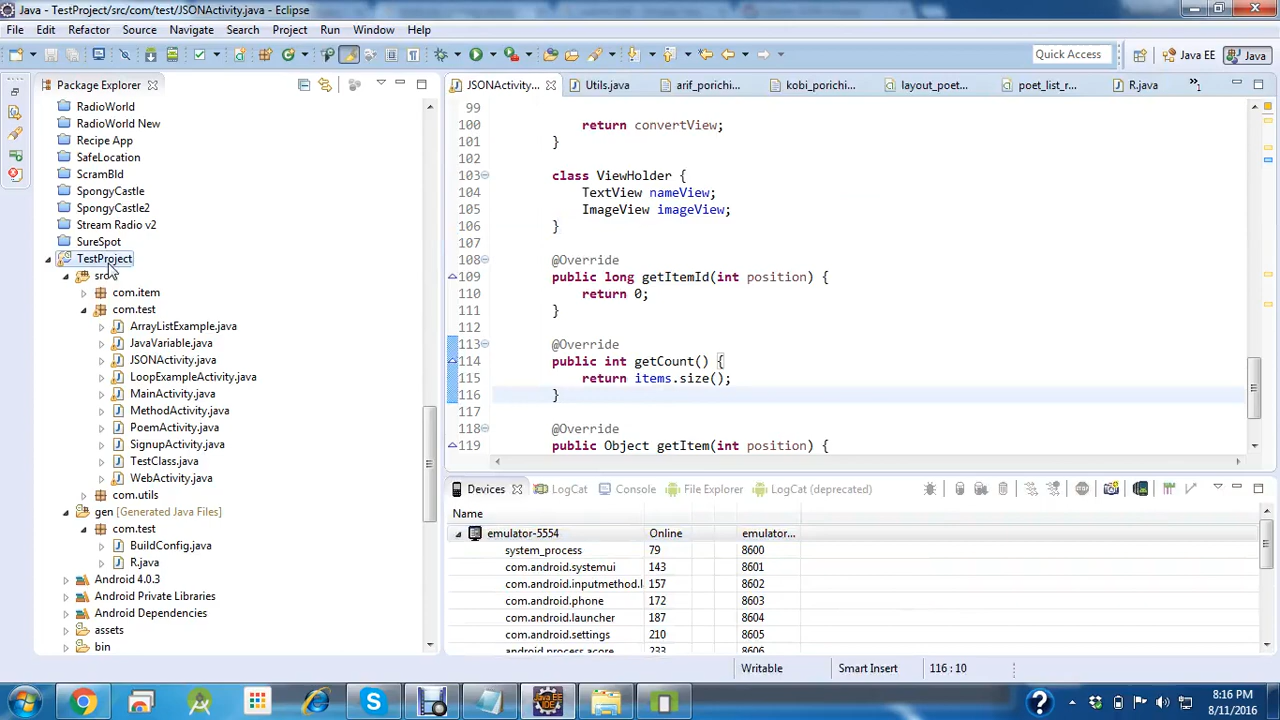 Java - TestProject/src/com/test/JSONActivity.java - Eclipse
File Edit Refactor Source Navigate Search Project Run Window Help
Quick Access
Java EE
Java
Package Explorer
RadioWorld
RadioWorld New
Recipe App
SafeLocation
ScramBld
SpongyCastle
SpongyCastle2
Stream Radio v2
SureSpot
TestProject
src
com.item
com.test
ArrayListExample.java
JavaVariable.java
JSONActivity.java
LoopExampleActivity.java
MainActivity.java
MethodActivity.java
PoemActivity.java
SignupActivity.java
TestClass.java
WebActivity.java
com.utils
gen [Generated Java Files]
com.test
BuildConfig.java
R.java
Android 4.0.3
Android Private Libraries
Android Dependencies
assets
bin
JSONActivity.... Utils.java arif_porichi... kobi_porichi... layout_poet... poet_list_r... R.java
99
100 return convertView;
101 }
102
103 class ViewHolder {
104 TextView nameView;
105 ImageView imageView;
106 }
107
108 @Override
109 public long getItemId(int position) {
110 return 0;
111 }
112
113 @Override
114 public int getCount() {
115 return items.size();
116 }
117
118 @Override
119 public Object getItem(int position) {
Devices LogCat Console File Explorer LogCat (deprecated)
Name
emulator-5554 Online emulator...
system_process 79 8600
com.android.systemui 143 8601
com.android.inputmethod.l 157 8602
com.android.phone 172 8603
com.android.launcher 187 8604
com.android.settings 210 8605
android.process.acore 233 8606
Writable Smart Insert 116 : 10
8:16 PM
8/11/2016